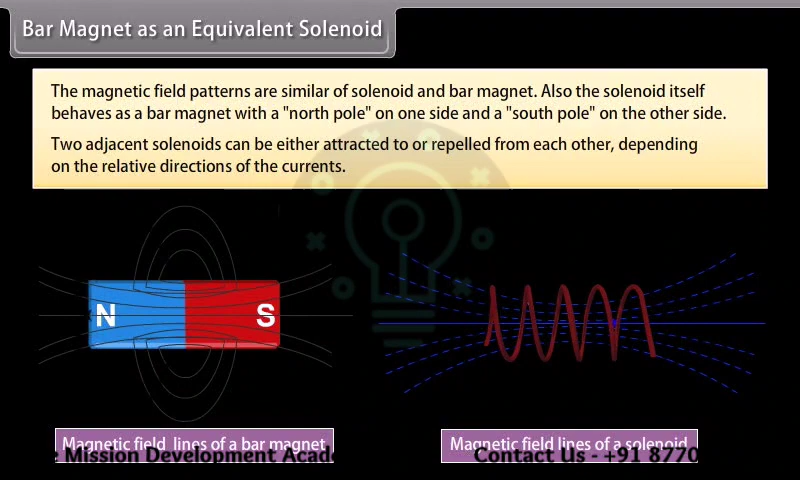 Bar Magnet as an Equivalent Solenoid
The magnetic field patterns are similar of solenoid and bar magnet. Also the solenoid itself
behaves as a bar magnet with a "north pole" on one side and a "south pole" on the other side.
Two adjacent solenoids can be either attracted to or repelled from each other, depending
on the relative directions of the currents.
N S
Magnetic field lines of a bar magnet
Magnetic field lines of a solenoid
Mission Development
Contact Us - +91 8770